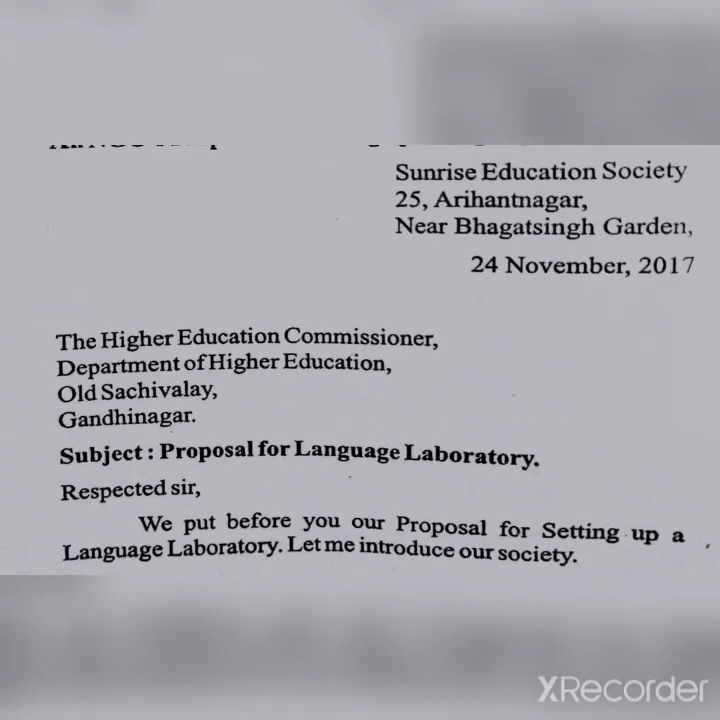 Sunrise Education Society
25, Arihantnagar,
Near Bhagatsingh Garden,
24 November, 2017
The Higher Education Commissioner,
Department of Higher Education,
Old Sachivalay,
Gandhinagar.
Subject : Proposal for Language Laboratory.
Respected sir,
We put before you our Proposal for Setting up a
Language Laboratory. Let me introduce our society.
XRecorder